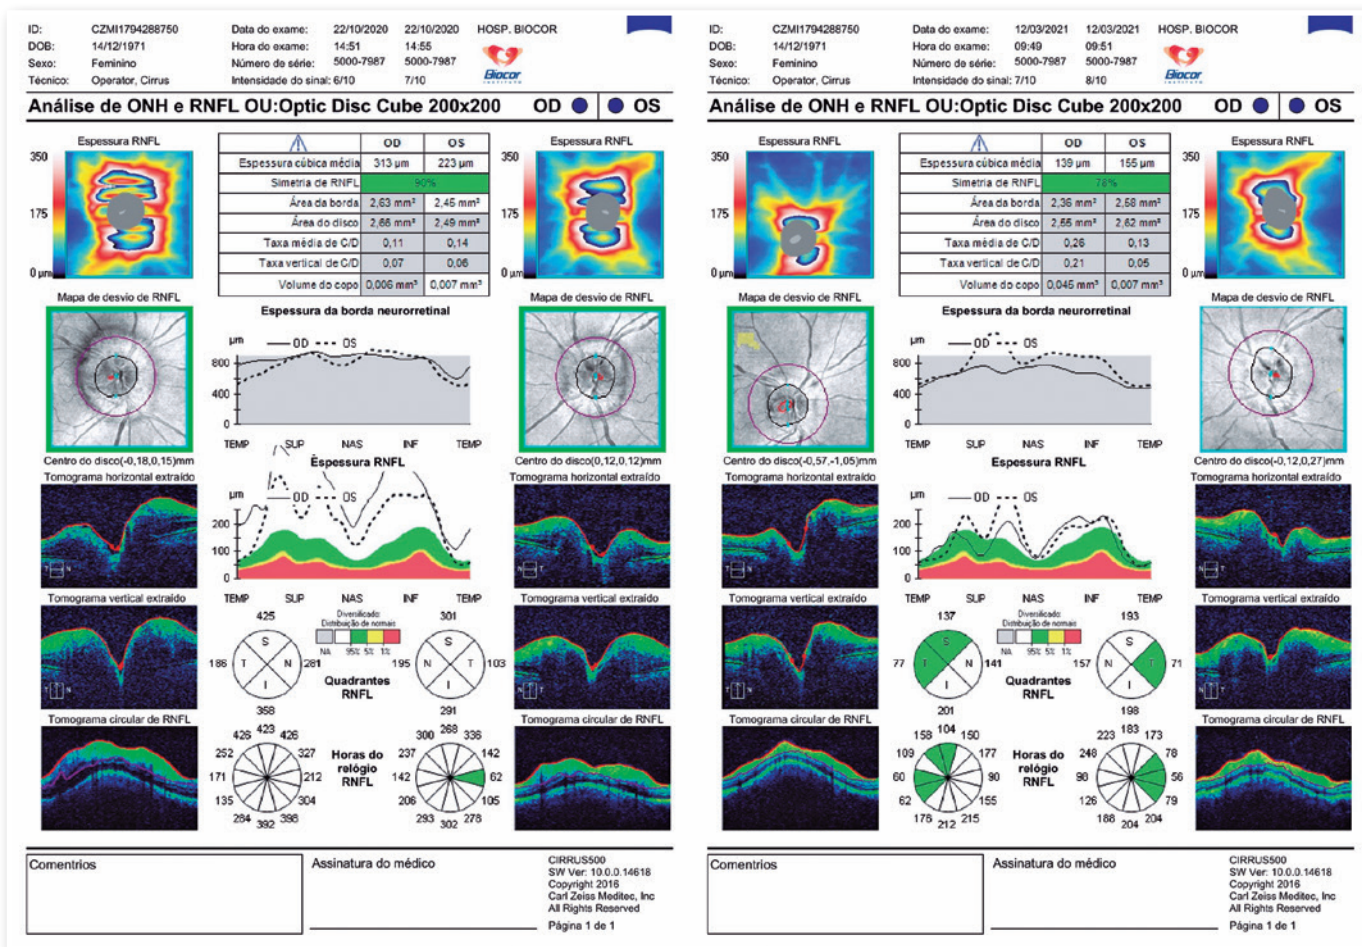 ID: CZMI1794288750 Data do exame: 22/10/2020 22/10/2020 HOSP. BIOCOR
DOB: 14/12/1971 Hora do exame: 14:51 14:55
Sexo: Feminino Número de série: 5000-7987 5000-7987
Técnico: Operator, Cirrus Intensidade do sinal: 6/10 7/10
Biocor
INSTITUTO
Análise de ONH e RNFL OU:Optic Disc Cube 200x200 OD OS
Espessura RNFL
350
175
0 µm
OD OS
Espessura cúbica média 313 µm 223 µm
Simetria de RNFL 90%
Área da borda 2,63 mm² 2,45 mm²
Área do disco 2,66 mm² 2,49 mm²
Taxa média de C/D 0,11 0,14
Taxa vertical de C/D 0,07 0,06
Volume do copo 0,006 mm³ 0,007 mm³
Espessura RNFL
350
175
0 µm
Mapa de desvio de RNFL
Centro do disco(-0,18,0,15)mm
Espessura da borda neurorretinal
µm OD OS
800
400
0
TEMP SUP NAS INF TEMP
Mapa de desvio de RNFL
Centro do disco(0,12,0,12)mm
Tomograma horizontal extraído
T N
Espessura RNFL
µm OD OS
200
100
0
TEMP SUP NAS INF TEMP
Tomograma horizontal extraído
N T
Tomograma vertical extraído
T N
Diversificado:
Distribuição de normais
NA 95% 5% 1%
425
S
186 T N 281
I
368
Quadrantes
RNFL
301
S
195 N T 103
I
291
Tomograma vertical extraído
N T
Tomograma circular de RNFL
426 423 426
252 327
171 212
135 304
284 392 398
Horas do
relógio
RNFL
300 268 336
237 142
142 62
206 105
293 302 278
Tomograma circular de RNFL
Comentrios
Assinatura do médico
CIRRUS500
SW Ver: 10.0.0.14618
Copyright 2016
Carl Zeiss Meditec, Inc
All Rights Reserved
Página 1 de 1
ID: CZMI1794288750 Data do exame: 12/03/2021 12/03/2021 HOSP. BIOCOR
DOB: 14/12/1971 Hora do exame: 09:49 09:51
Sexo: Feminino Número de série: 5000-7987 5000-7987
Técnico: Operator, Cirrus Intensidade do sinal: 7/10 8/10
Biocor
INSTITUTO
Análise de ONH e RNFL OU:Optic Disc Cube 200x200 OD OS
Espessura RNFL
350
175
0 µm
OD OS
Espessura cúbica média 139 µm 155 µm
Simetria de RNFL 78%
Área da borda 2,36 mm² 2,58 mm²
Área do disco 2,55 mm² 2,62 mm²
Taxa média de C/D 0,26 0,13
Taxa vertical de C/D 0,21 0,05
Volume do copo 0,045 mm³ 0,007 mm³
Espessura RNFL
350
175
0 µm
Mapa de desvio de RNFL
Centro do disco(-0,57,-1,05)mm
Espessura da borda neurorretinal
µm OD OS
800
400
0
TEMP SUP NAS INF TEMP
Mapa de desvio de RNFL
Centro do disco(-0,12,0,27)mm
Tomograma horizontal extraído
T N
Espessura RNFL
µm OD OS
200
100
0
TEMP SUP NAS INF TEMP
Tomograma horizontal extraído
N T
Tomograma vertical extraído
T N
Diversificado:
Distribuição de normais
NA 95% 5% 1%
137
S
77 T N 141
I
201
Quadrantes
RNFL
193
S
157 N T 71
I
198
Tomograma vertical extraído
N T
Tomograma circular de RNFL
158 104 150
109 177
60 90
62 155
178 212 215
Horas do
relógio
RNFL
223 183 173
248 78
98 56
126 79
188 204 204
Tomograma circular de RNFL
Comentrios
Assinatura do médico
CIRRUS500
SW Ver: 10.0.0.14618
Copyright 2016
Carl Zeiss Meditec, Inc
All Rights Reserved
Página 1 de 1